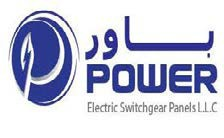 باور
POWER
Electric Switchgear Panels L.L.C